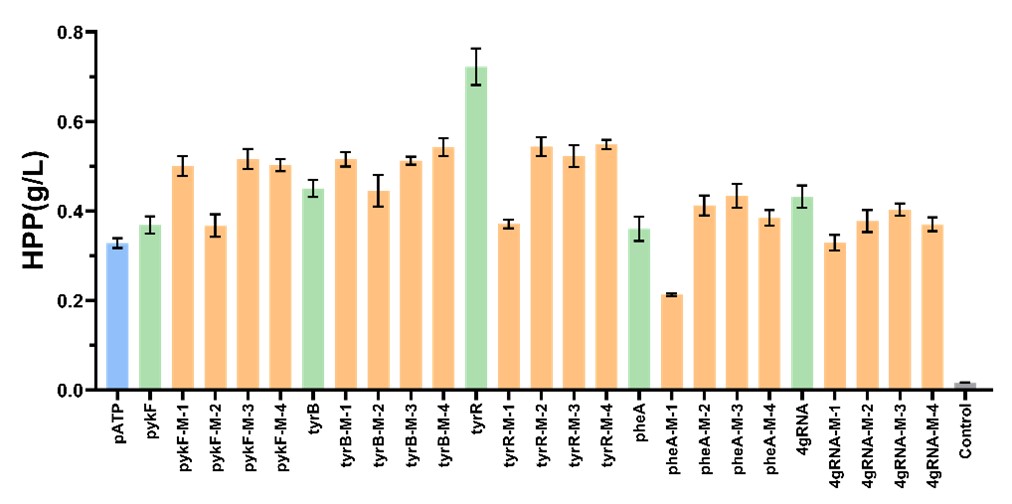 HPP(g/L)
0.8
0.6
0.4
0.2
0.0
pATP
pykF
pykF-M-1
pykF-M-2
pykF-M-3
pykF-M-4
tyrB
tyrB-M-1
tyrB-M-2
tyrB-M-3
tyrB-M-4
tyrR
tyrR-M-1
tyrR-M-2
tyrR-M-3
tyrR-M-4
pheA
pheA-M-1
pheA-M-2
pheA-M-3
pheA-M-4
4gRNA
4gRNA-M-1
4gRNA-M-2
4gRNA-M-3
4gRNA-M-4
Control